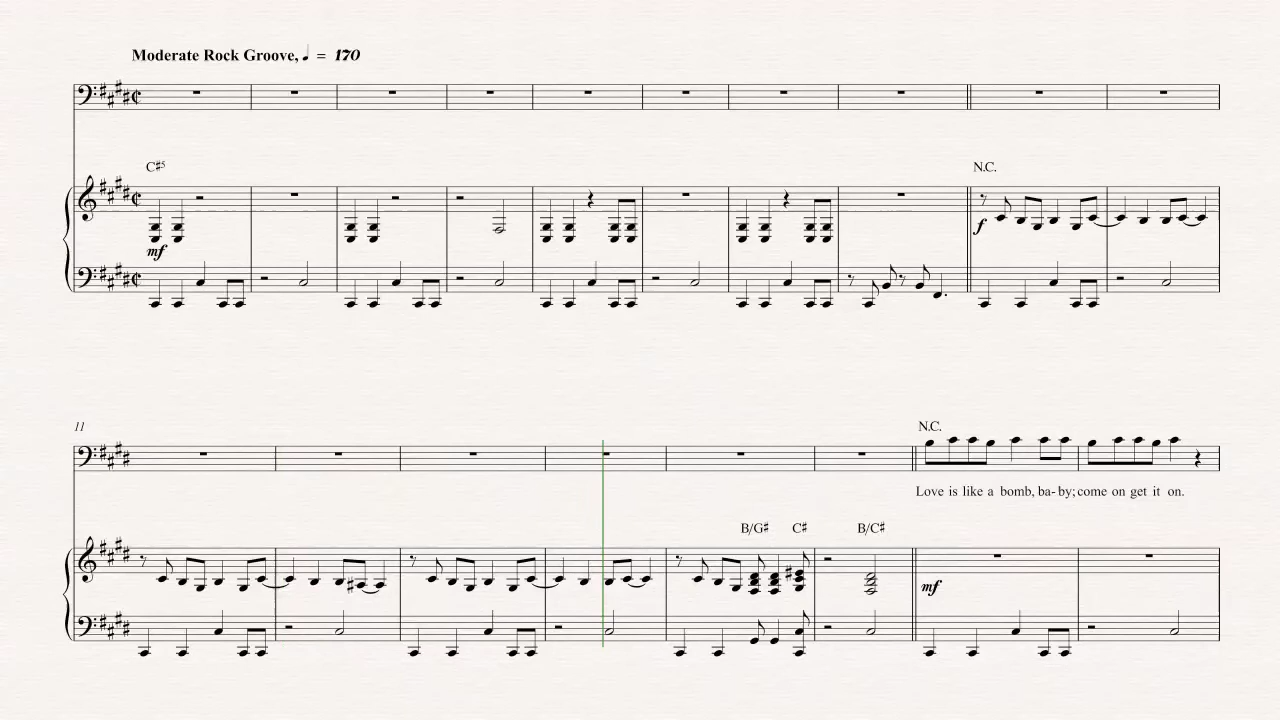 Moderate Rock Groove, ♩ = 170
C♯5
mf
N.C.
f
11
N.C.
Love is like a bomb, ba-by; come on get it on.
B/G♯ C♯ B/C♯
mf